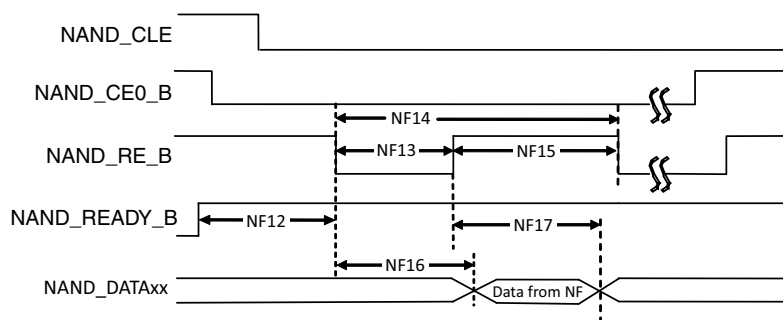 NAND_CLE
NAND_CE0_B
NF14
NAND_RE_B
NF13
NF15
NAND_READY_B
NF12
NF17
NF16
NAND_DATAxx
Data from NF